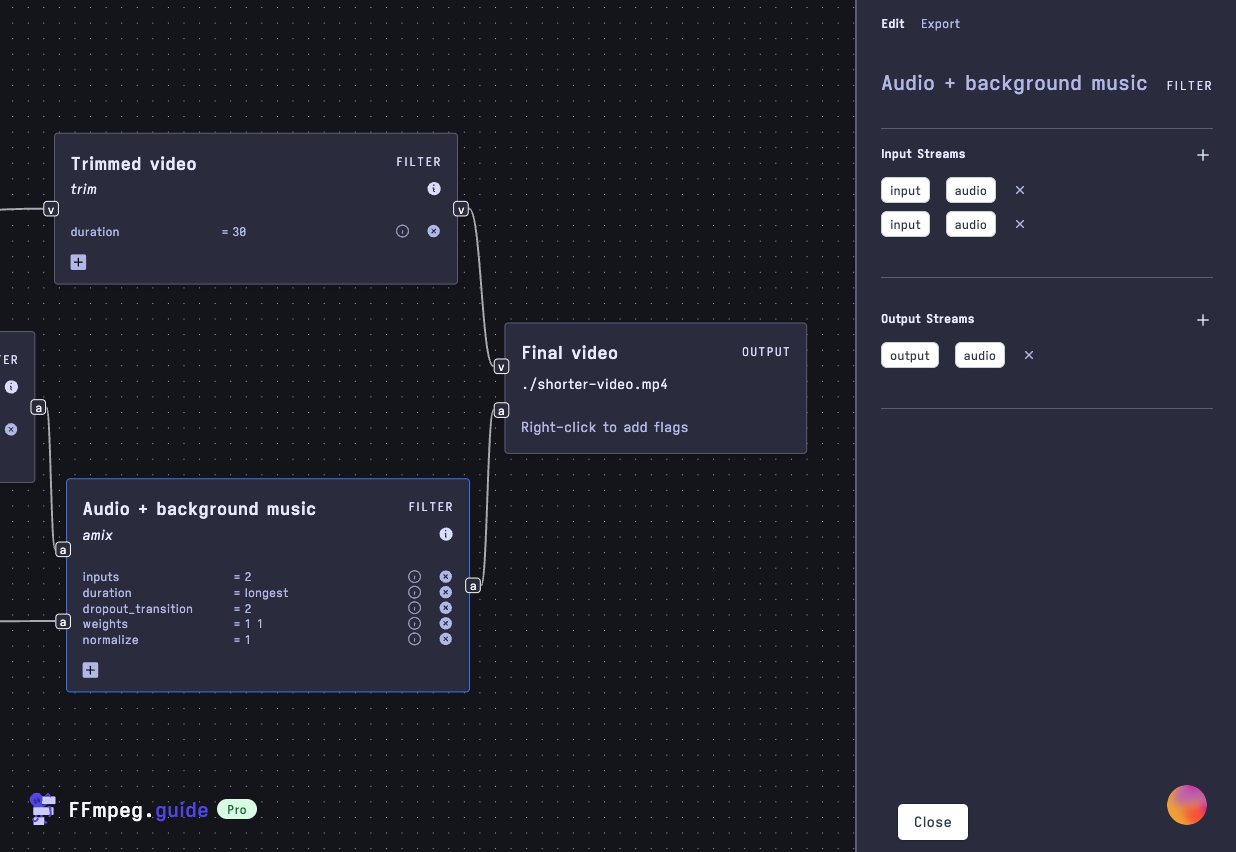 Edit Export
Audio + background music FILTER
Input Streams
input audio
input audio
Output Streams
output audio
Close
Trimmed video FILTER
trim
v
v
duration = 30
Final video OUTPUT
v
./shorter-video.mp4
a
Right-click to add flags
ER
a
Audio + background music FILTER
amix
a
inputs = 2
a
duration = longest
dropout_transition = 2
a
weights = 1 1
normalize = 1
FFmpeg.guide Pro